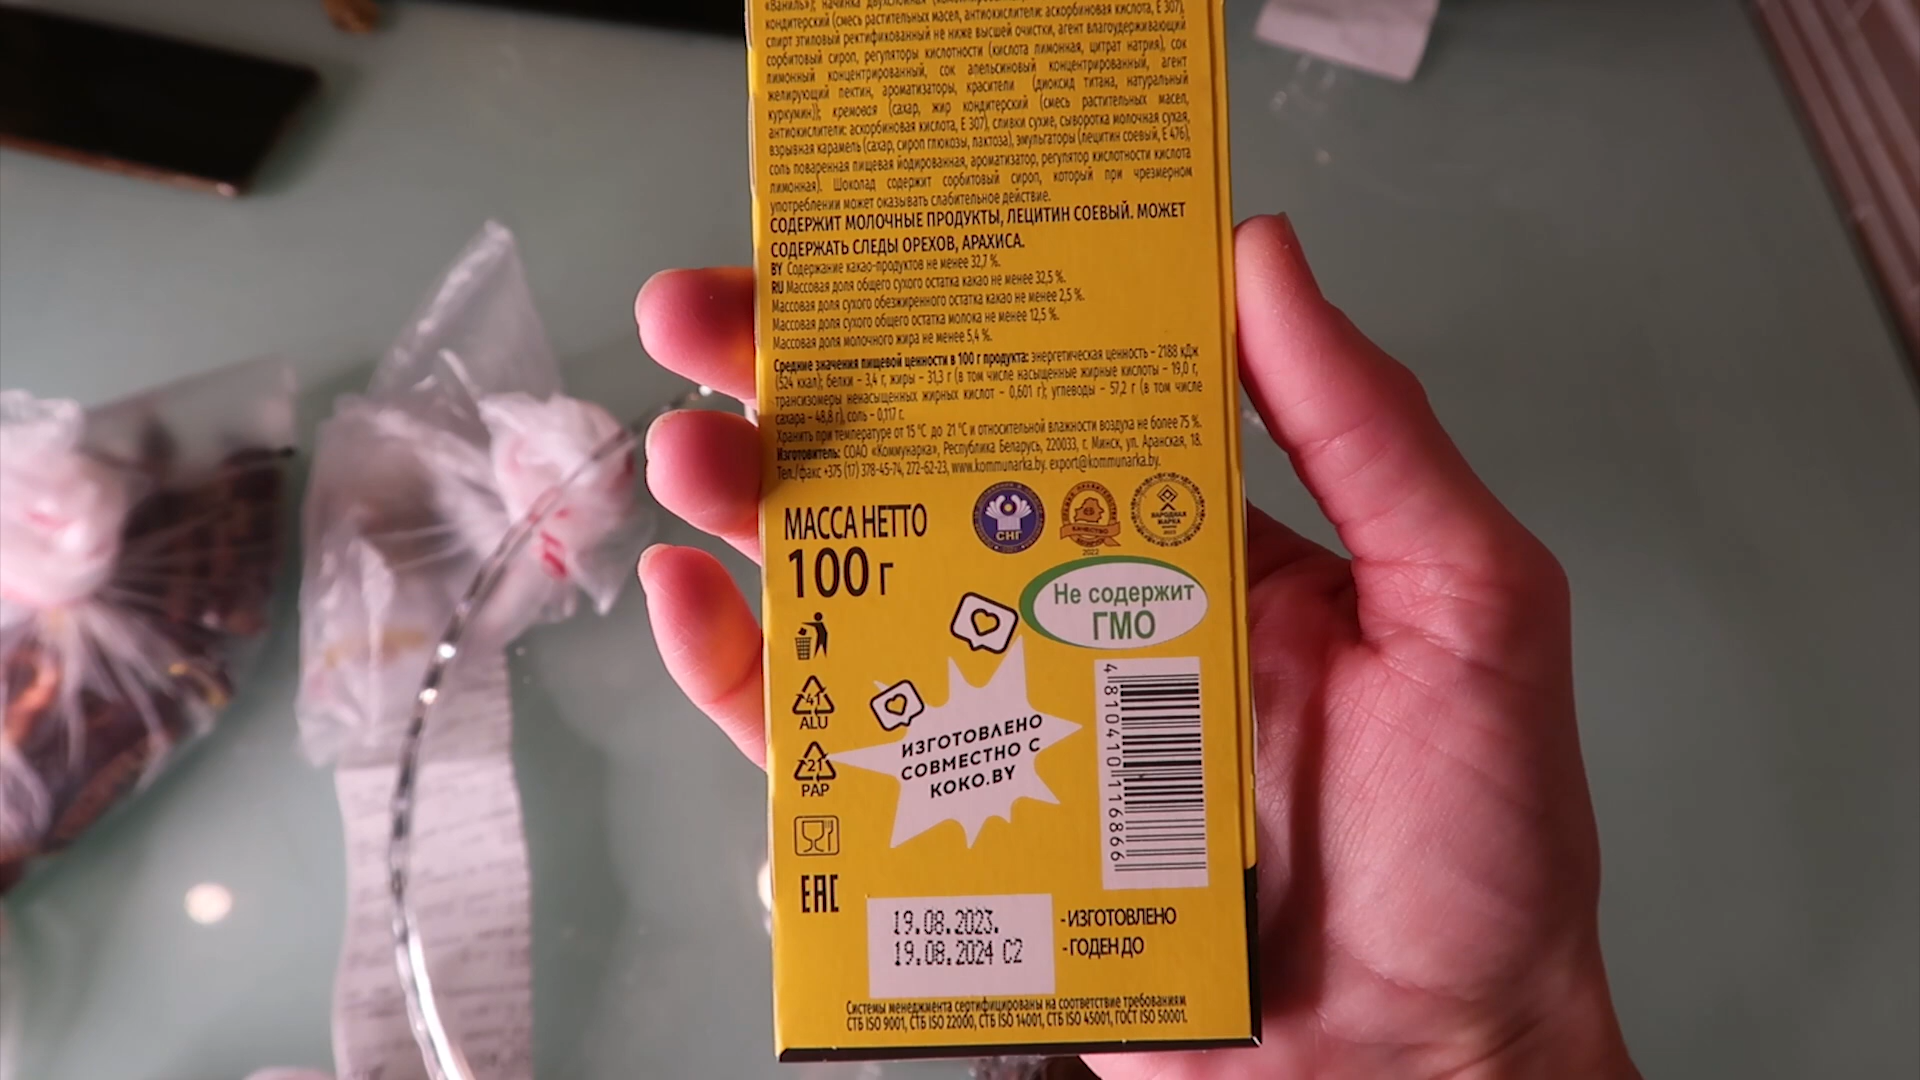 «Ваниль»); начинка двухслойная
кондитерский (смесь растительных масел, антиокислители: аскорбиновая кислота, Е 307),
спирт этиловый ректификованный не ниже высшей очистки, агент влагоудерживающий
сорбитовый сироп, регуляторы кислотности (кислота лимонная, цитрат натрия), сок
лимонный концентрированный, сок апельсиновый концентрированный, агент
желирующий пектин, ароматизаторы, красители (диоксид титана, натуральный
куркумин)); кремовая (сахар, жир кондитерский (смесь растительных масел,
антиокислители: аскорбиновая кислота, Е 307), сливки сухие, сыворотка молочная сухая,
взрывная карамель (сахар, сироп глюкозы, лактоза), эмульгаторы (лецитин соевый, Е 476),
соль поваренная пищевая йодированная, ароматизатор, регулятор кислотности кислота
лимонная). Шоколад содержит сорбитовый сироп, который при чрезмерном
употреблении может оказывать слабительное действие.
СОДЕРЖИТ МОЛОЧНЫЕ ПРОДУКТЫ, ЛЕЦИТИН СОЕВЫЙ. МОЖЕТ
СОДЕРЖАТЬ СЛЕДЫ ОРЕХОВ, АРАХИСА.
BY Содержание какао-продуктов не менее 32,7 %.
RU Массовая доля общего сухого остатка какао не менее 32,5 %.
Массовая доля сухого обезжиренного остатка какао не менее 2,5 %.
Массовая доля сухого общего остатка молока не менее 12,5 %.
Массовая доля молочного жира не менее 5,4 %.
Средние значения пищевой ценности в 100 г продукта: энергетическая ценность – 2188 кДж
(524 ккал); белки – 3,4 г, жиры – 31,3 г (в том числе насыщенные жирные кислоты – 19,0 г,
трансизомеры ненасыщенных жирных кислот – 0,601 г); углеводы – 57,2 г (в том числе
сахара – 48,8 г), соль – 0,117 г.
Хранить при температуре от 15 °С до 21 °С и относительной влажности воздуха не более 75 %.
Изготовитель: СОАО «Коммунарка», Республика Беларусь, 220033, г. Минск, ул. Аранская, 18.
Тел./факс +375 (17) 378-45-74, 272-62-23, www.kommunarka.by. export@kommunarka.by.
МАССА НЕТТО
100 г
СНГ
КАЧЕСТВО
2022
НАРОДНАЯ
МАРКА
2022
Не содержит
ГМО
41
ALU
21
PAP
ИЗГОТОВЛЕНО
СОВМЕСТНО С
KOKO.BY
4 810410 116866
EAC
19.08.2023.
19.08.2024 С2
- ИЗГОТОВЛЕНО
- ГОДЕН ДО
Системы менеджмента сертифицированы на соответствие требованиям
СТБ ISO 9001, СТБ ISO 22000, СТБ ISO 14001, СТБ ISO 45001, ГОСТ ISO 50001.